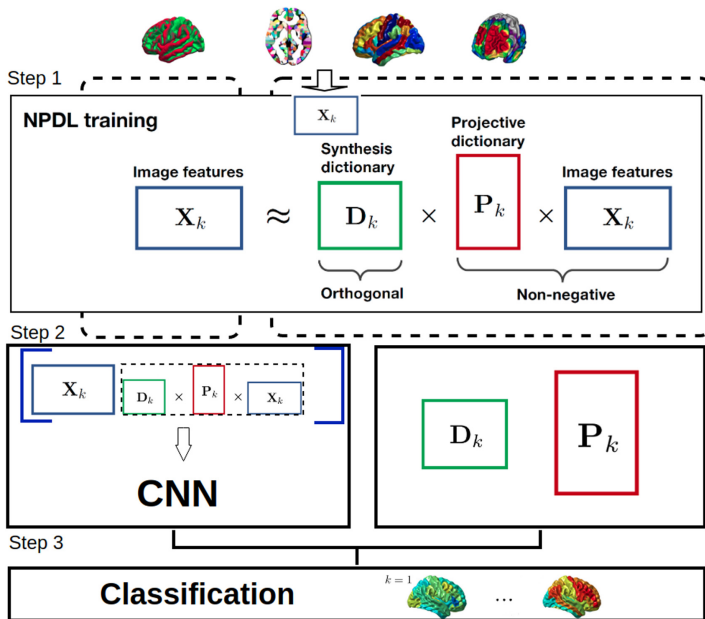 Step 1
NPDL training
X_k
Projective
dictionary
Synthesis
dictionary
Image features
Image features
X_k ≈ D_k × P_k × X_k
Orthogonal
Non-negative
Step 2
X_k D_k × P_k × X_k
D_k P_k
CNN
Step 3
Classification
k = 1
...